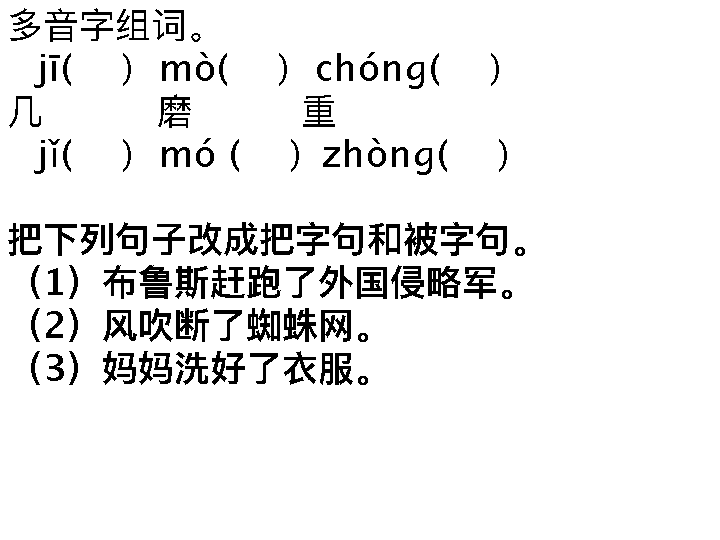 多音字组词。
jī(    ）mò(    ）chóng(    ）
几 磨 重
jǐ(    ）mó (    ）zhòng(    ）
把下列句子改成把字句和被字句。
（1）布鲁斯赶跑了外国侵略军。
（2）风吹断了蜘蛛网。
（3）妈妈洗好了衣服。